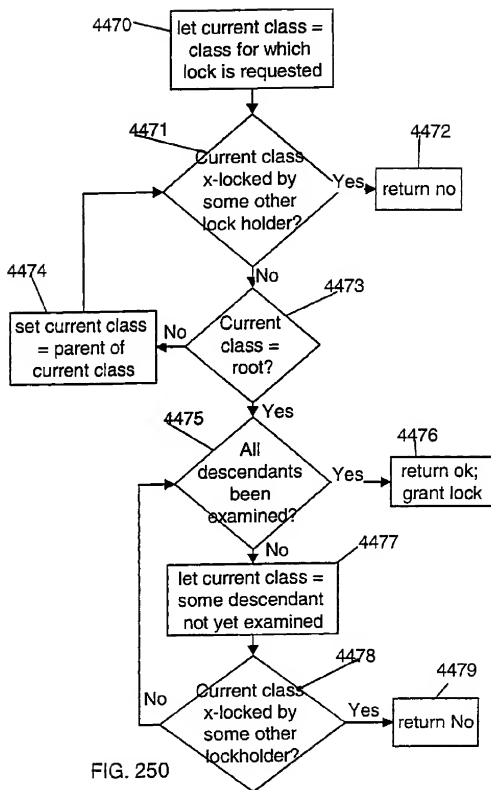 4470
let current class =
class for which
lock is requested
4471
Current class
x-locked by
some other
lock holder?
Yes
4472
return no
No
4474
set current class
= parent of
current class
No
4473
Current
class =
root?
Yes
4475
All
descendants
been
examined?
Yes
4476
return ok;
grant lock
No
4477
let current class =
some descendant
not yet examined
4478
Current class
x-locked by
some other
lockholder?
No
Yes
4479
return No
FIG. 250